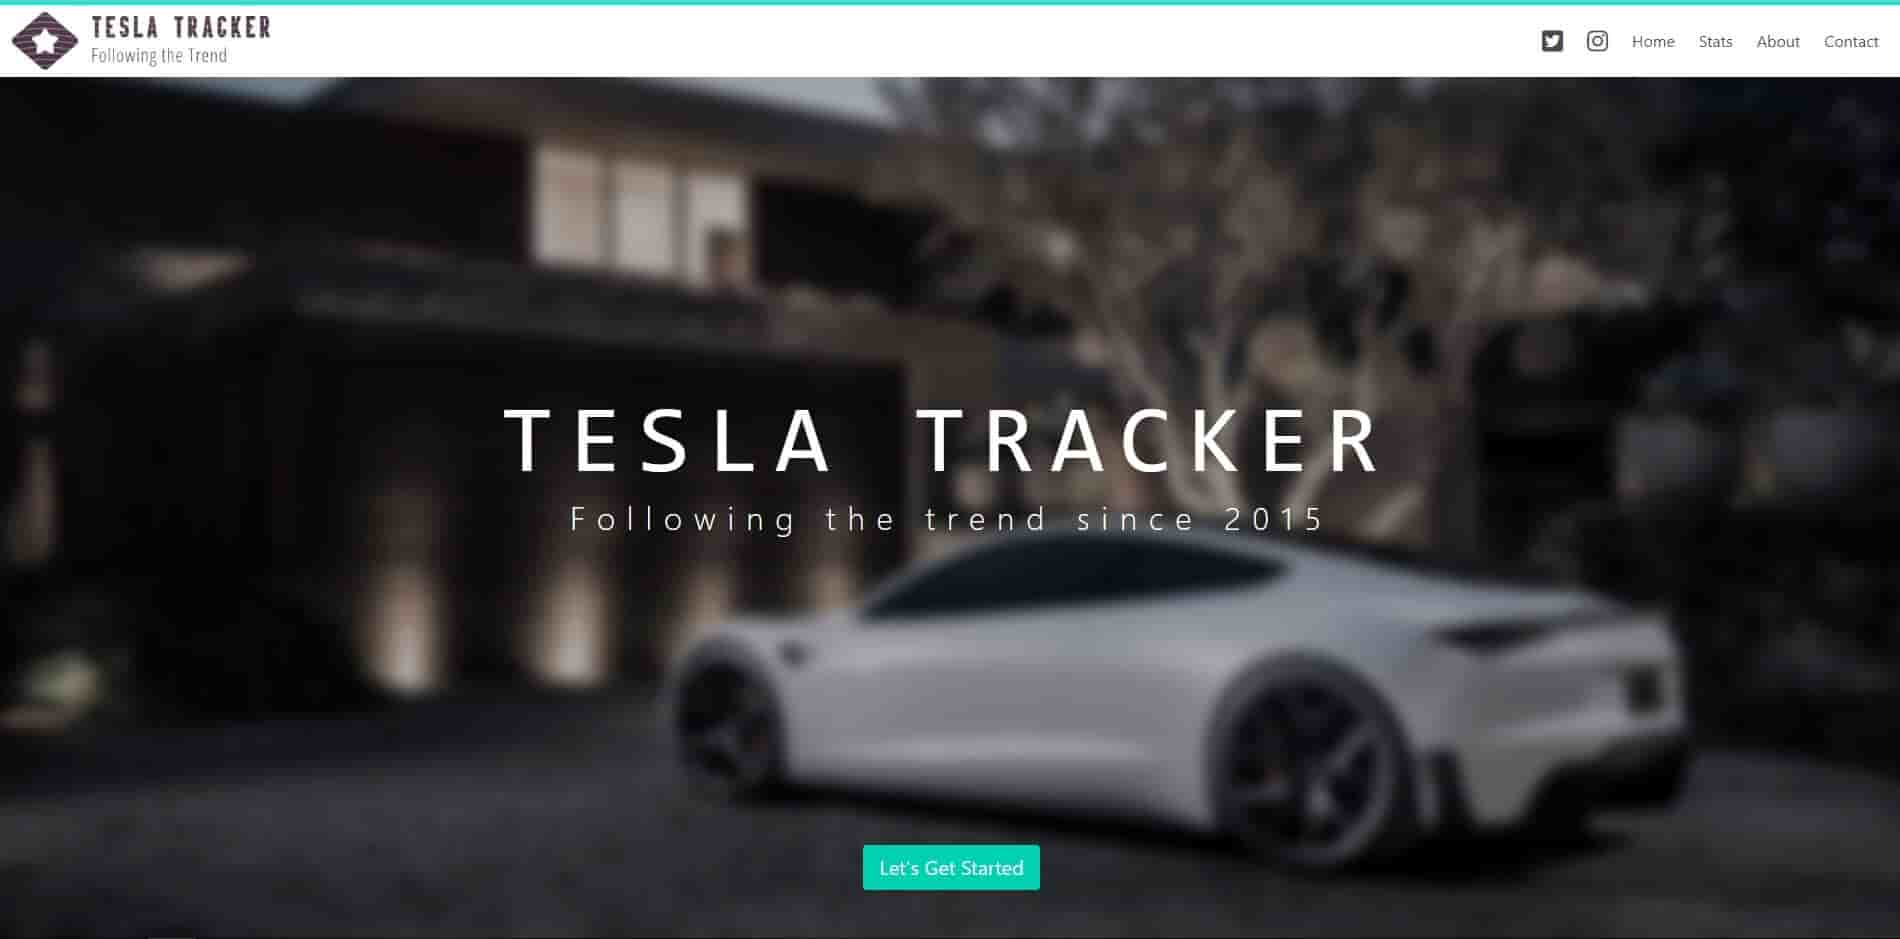 TESLA TRACKER
Following the Trend
Home Stats About Contact
TESLA TRACKER
Following the trend since 2015
Let's Get Started